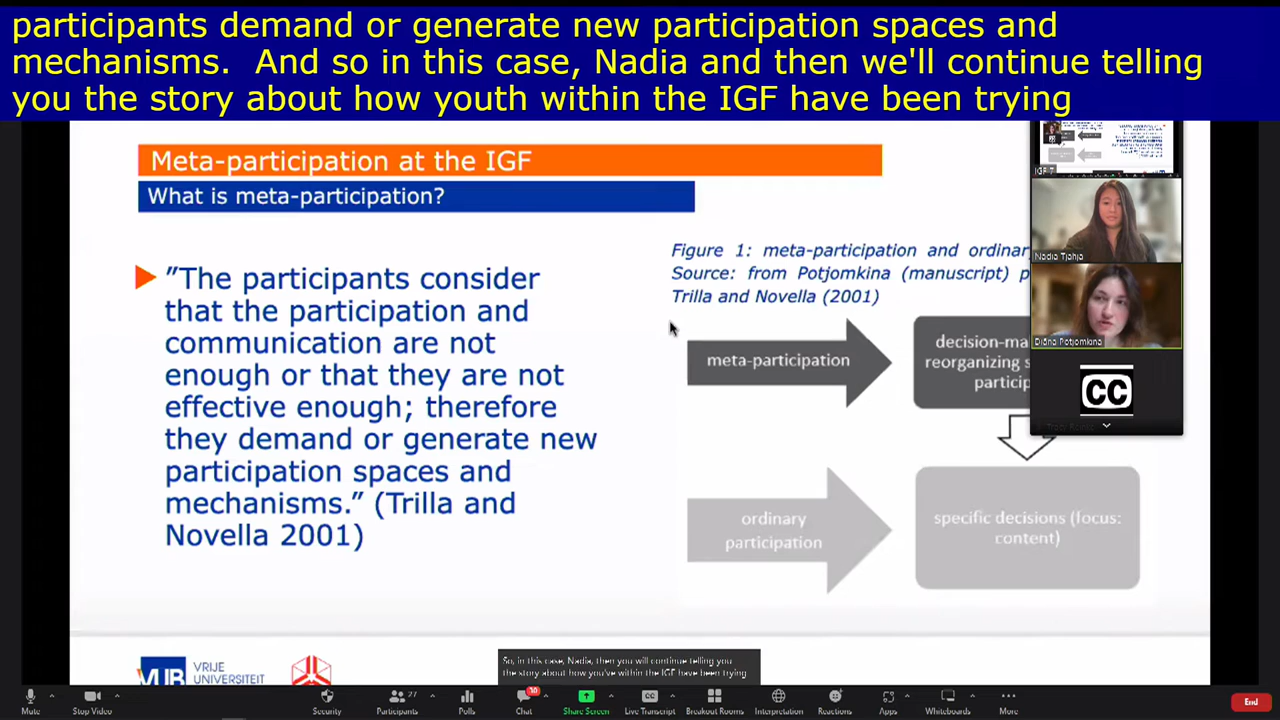 participants demand or generate new participation spaces and
mechanisms.  And so in this case, Nadia and then we'll continue telling
you the story about how youth within the IGF have been trying
Meta-participation at the IGF
What is meta-participation?
"The participants consider
that the participation and
communication are not
enough or that they are not
effective enough; therefore
they demand or generate new
participation spaces and
mechanisms." (Trilla and
Novella 2001)
Figure 1: meta-participation and ordinar
Source: from Potjomkina (manuscript) p
Trilla and Novella (2001)
meta-participation
decision-ma
reorganizing s
particip
ordinary
participation
specific decisions (focus:
content)
IGF 7
Nadia Tjahja
Diāna Potjomkina
CC
VUB
VRIJE
UNIVERSITEIT
So, in this case, Nadia, then you will continue telling you
the story about how you've within the IGF have been trying
Mute
Stop Video
Security
27
Participants
Polls
10
Chat
Share Screen
CC
Live Transcript
Breakout Rooms
Interpretation
Reactions
Apps
Whiteboards
More
End